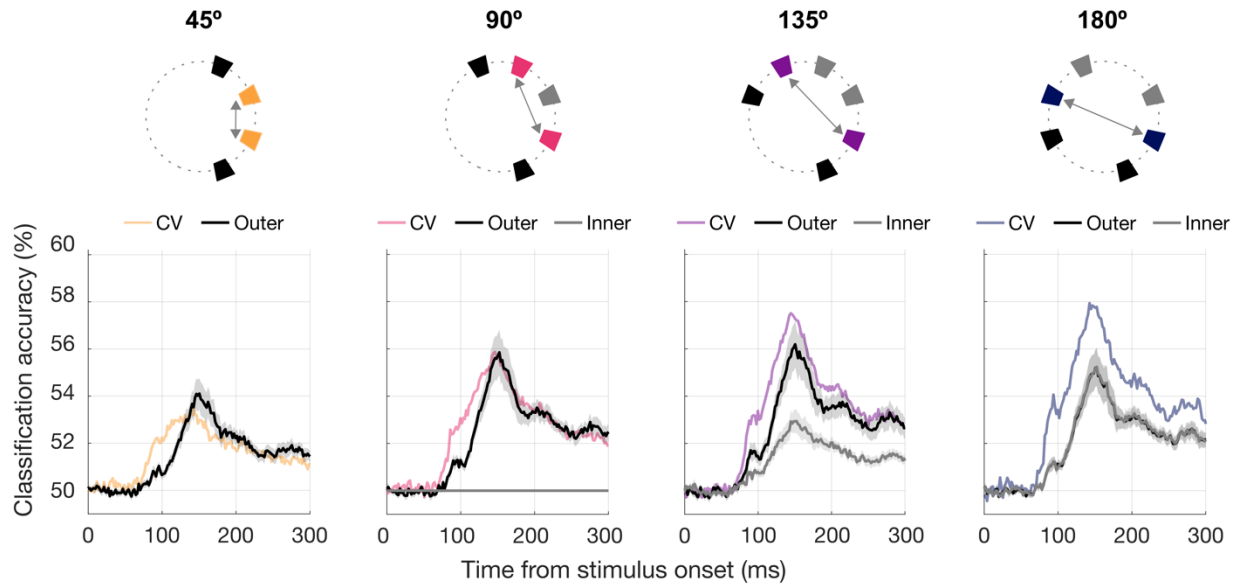 45º 90º 135º 180º
CV Outer CV Outer Inner CV Outer Inner CV Outer Inner
Classification accuracy (%)
60
58
56
54
52
50
0 100 200 300 0 100 200 300 0 100 200 300 0 100 200 300
Time from stimulus onset (ms)